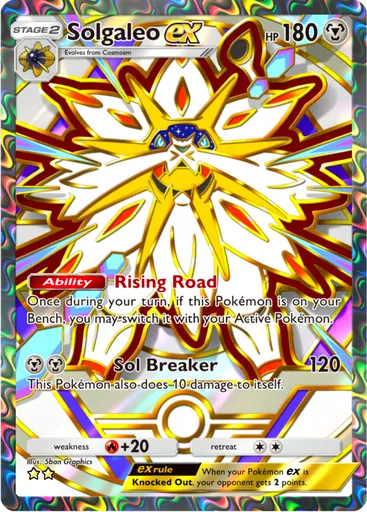 STAGE 2 Solgaleo ex HP 180
Evolves from Cosmoem
Ability Rising Road
Once during your turn, if this Pokémon is on your
Bench, you may switch it with your Active Pokémon.
Sol Breaker 120
This Pokémon also does 10 damage to itself.
weakness +20 retreat
Illus. 5ban Graphics
ex rule When your Pokémon ex is
Knocked Out, your opponent gets 2 points.